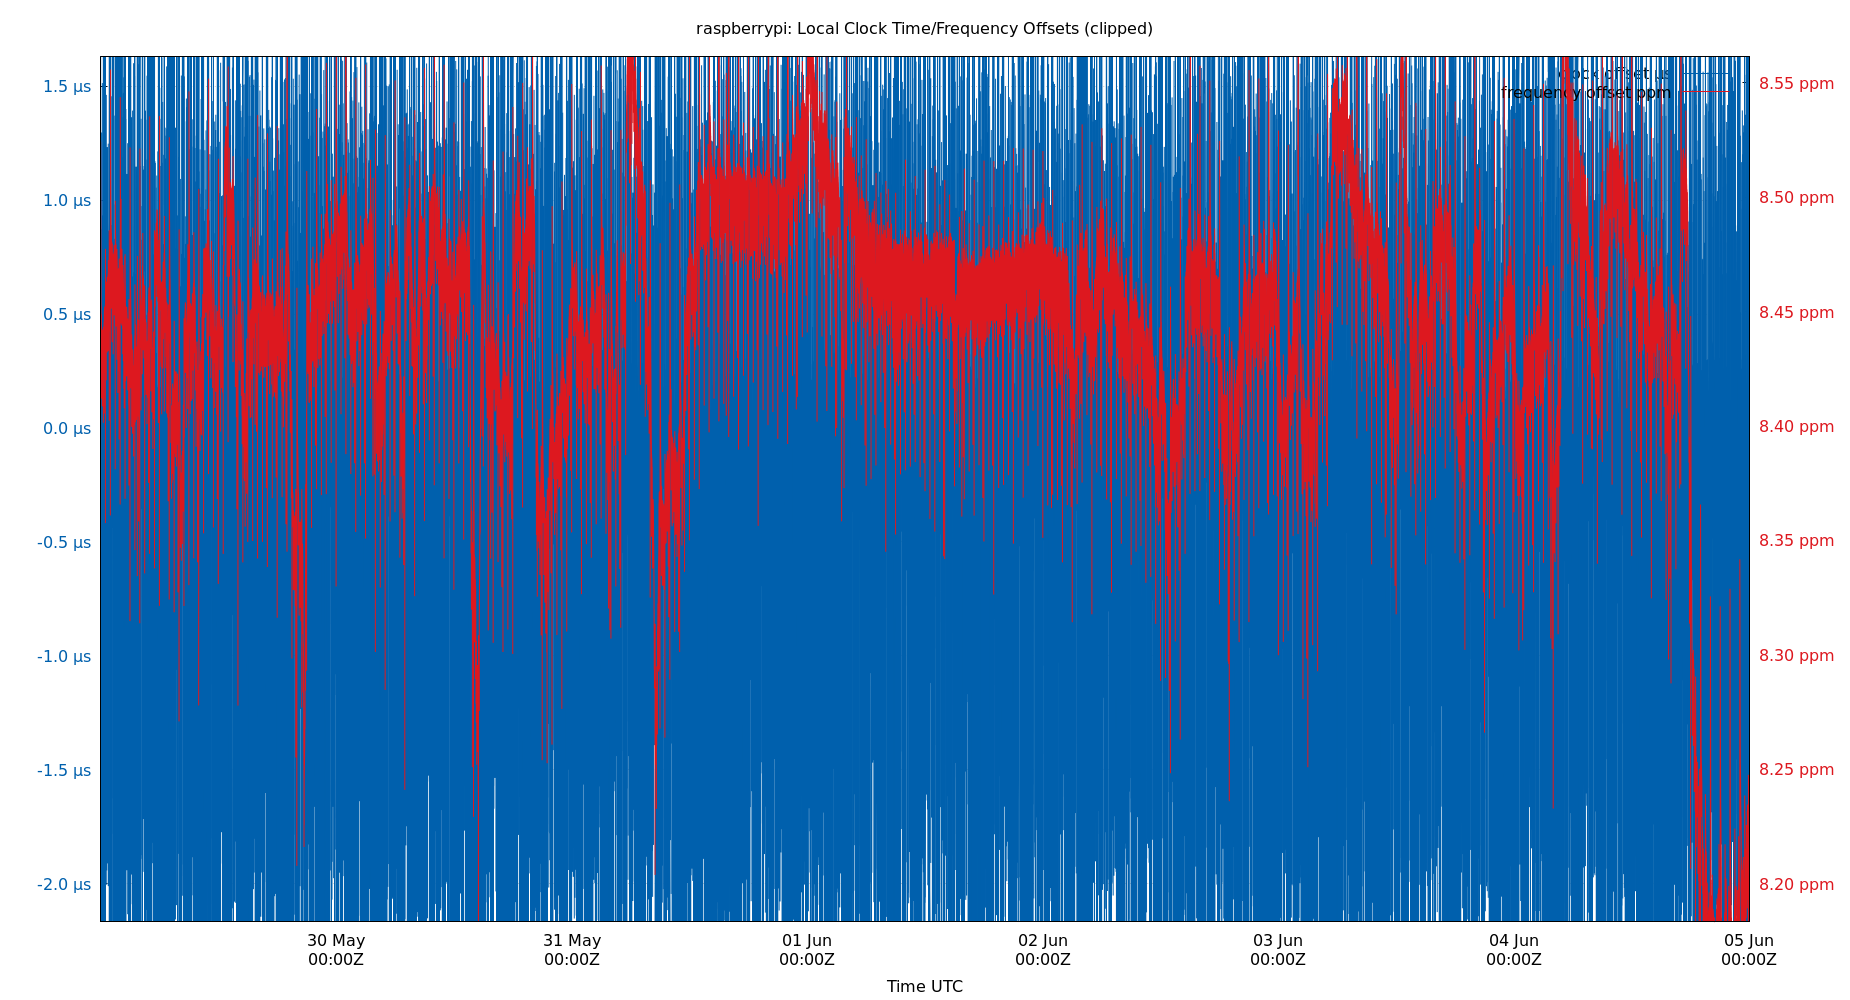 raspberrypi: Local Clock Time/Frequency Offsets (clipped)
clock offset µs
frequency offset ppm
1.5 µs
1.0 µs
0.5 µs
0.0 µs
-0.5 µs
-1.0 µs
-1.5 µs
-2.0 µs
8.55 ppm
8.50 ppm
8.45 ppm
8.40 ppm
8.35 ppm
8.30 ppm
8.25 ppm
8.20 ppm
30 May
00:00Z
31 May
00:00Z
01 Jun
00:00Z
02 Jun
00:00Z
03 Jun
00:00Z
04 Jun
00:00Z
05 Jun
00:00Z
Time UTC